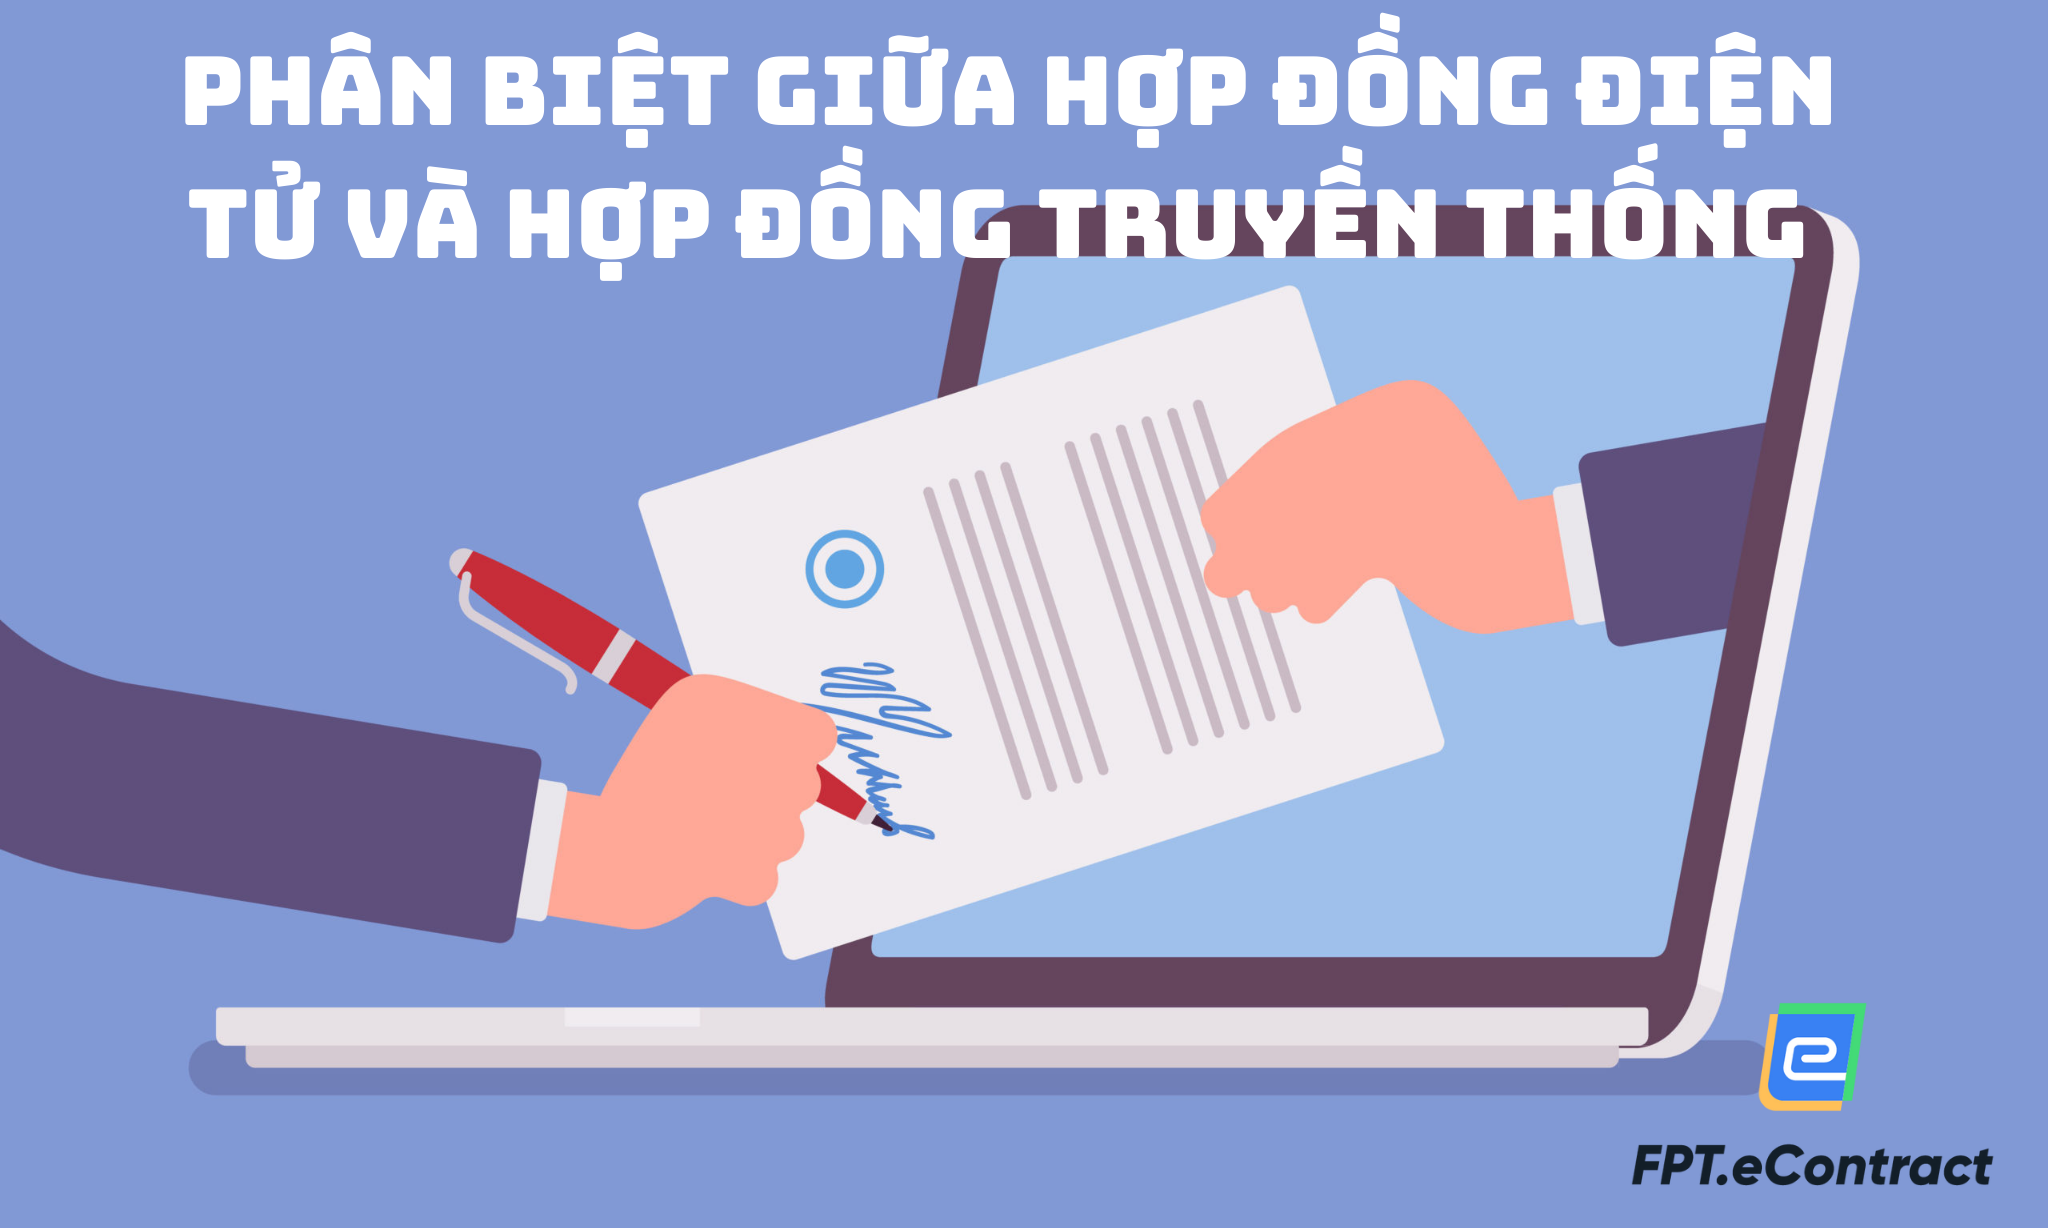 PHÂN BIỆT GIỮA HỢP ĐỒNG ĐIỆN
TỬ VÀ HỢP ĐỒNG TRUYỀN THỐNG
FPT.eContract